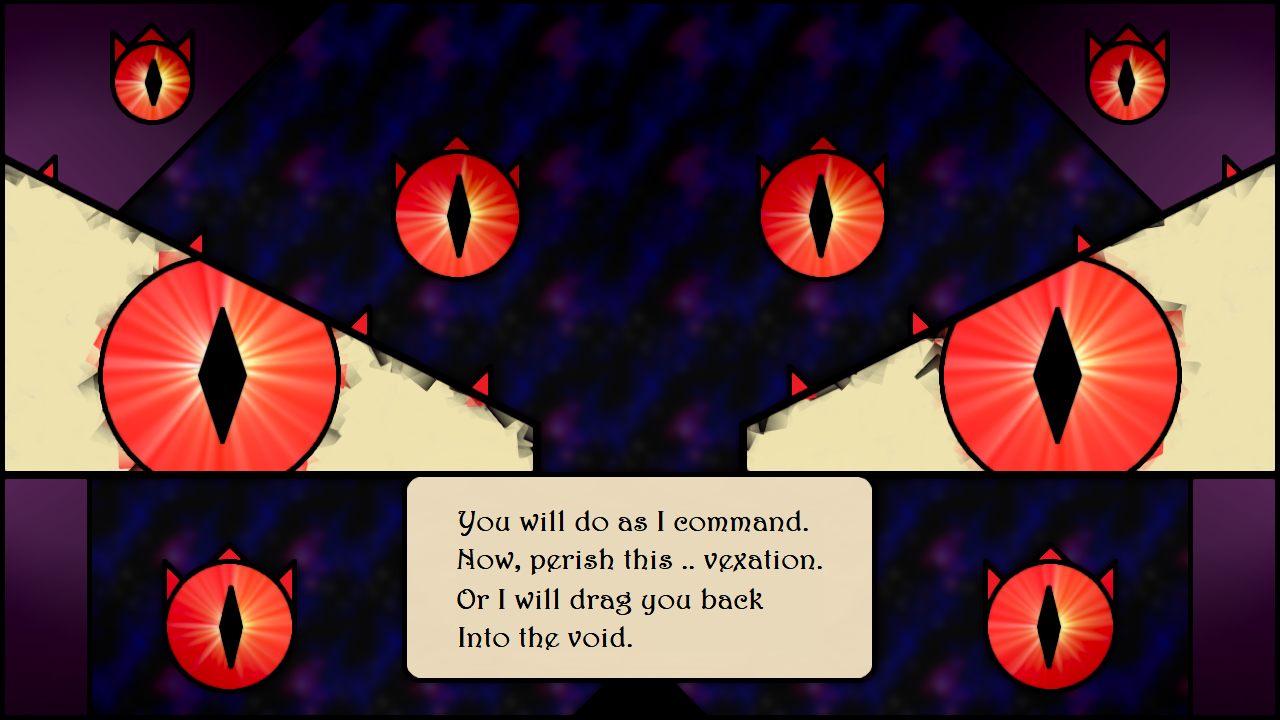 You will do as I command.
Now, perish this .. vexation.
Or I will drag you back
Into the void.